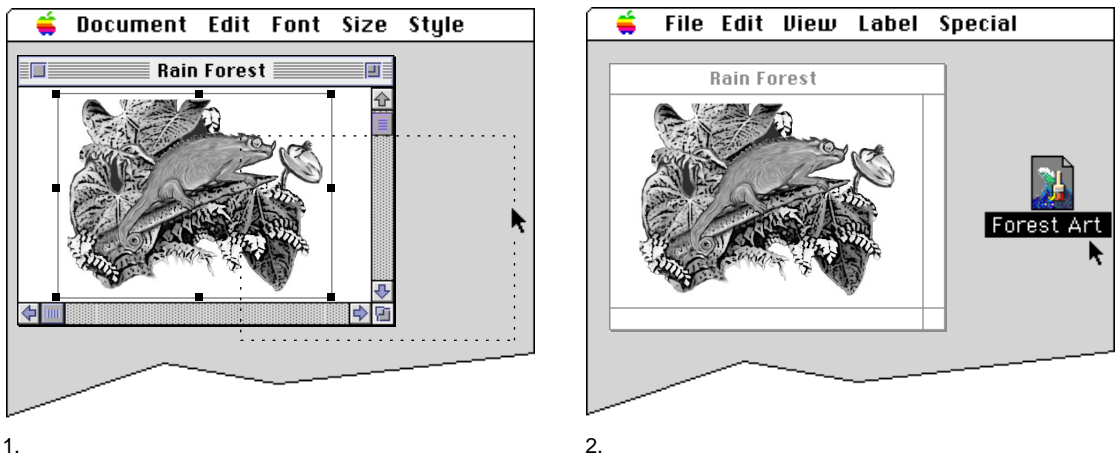 Document Edit Font Size Style
Rain Forest
1.
File Edit View Label Special
Rain Forest
Forest Art
2.